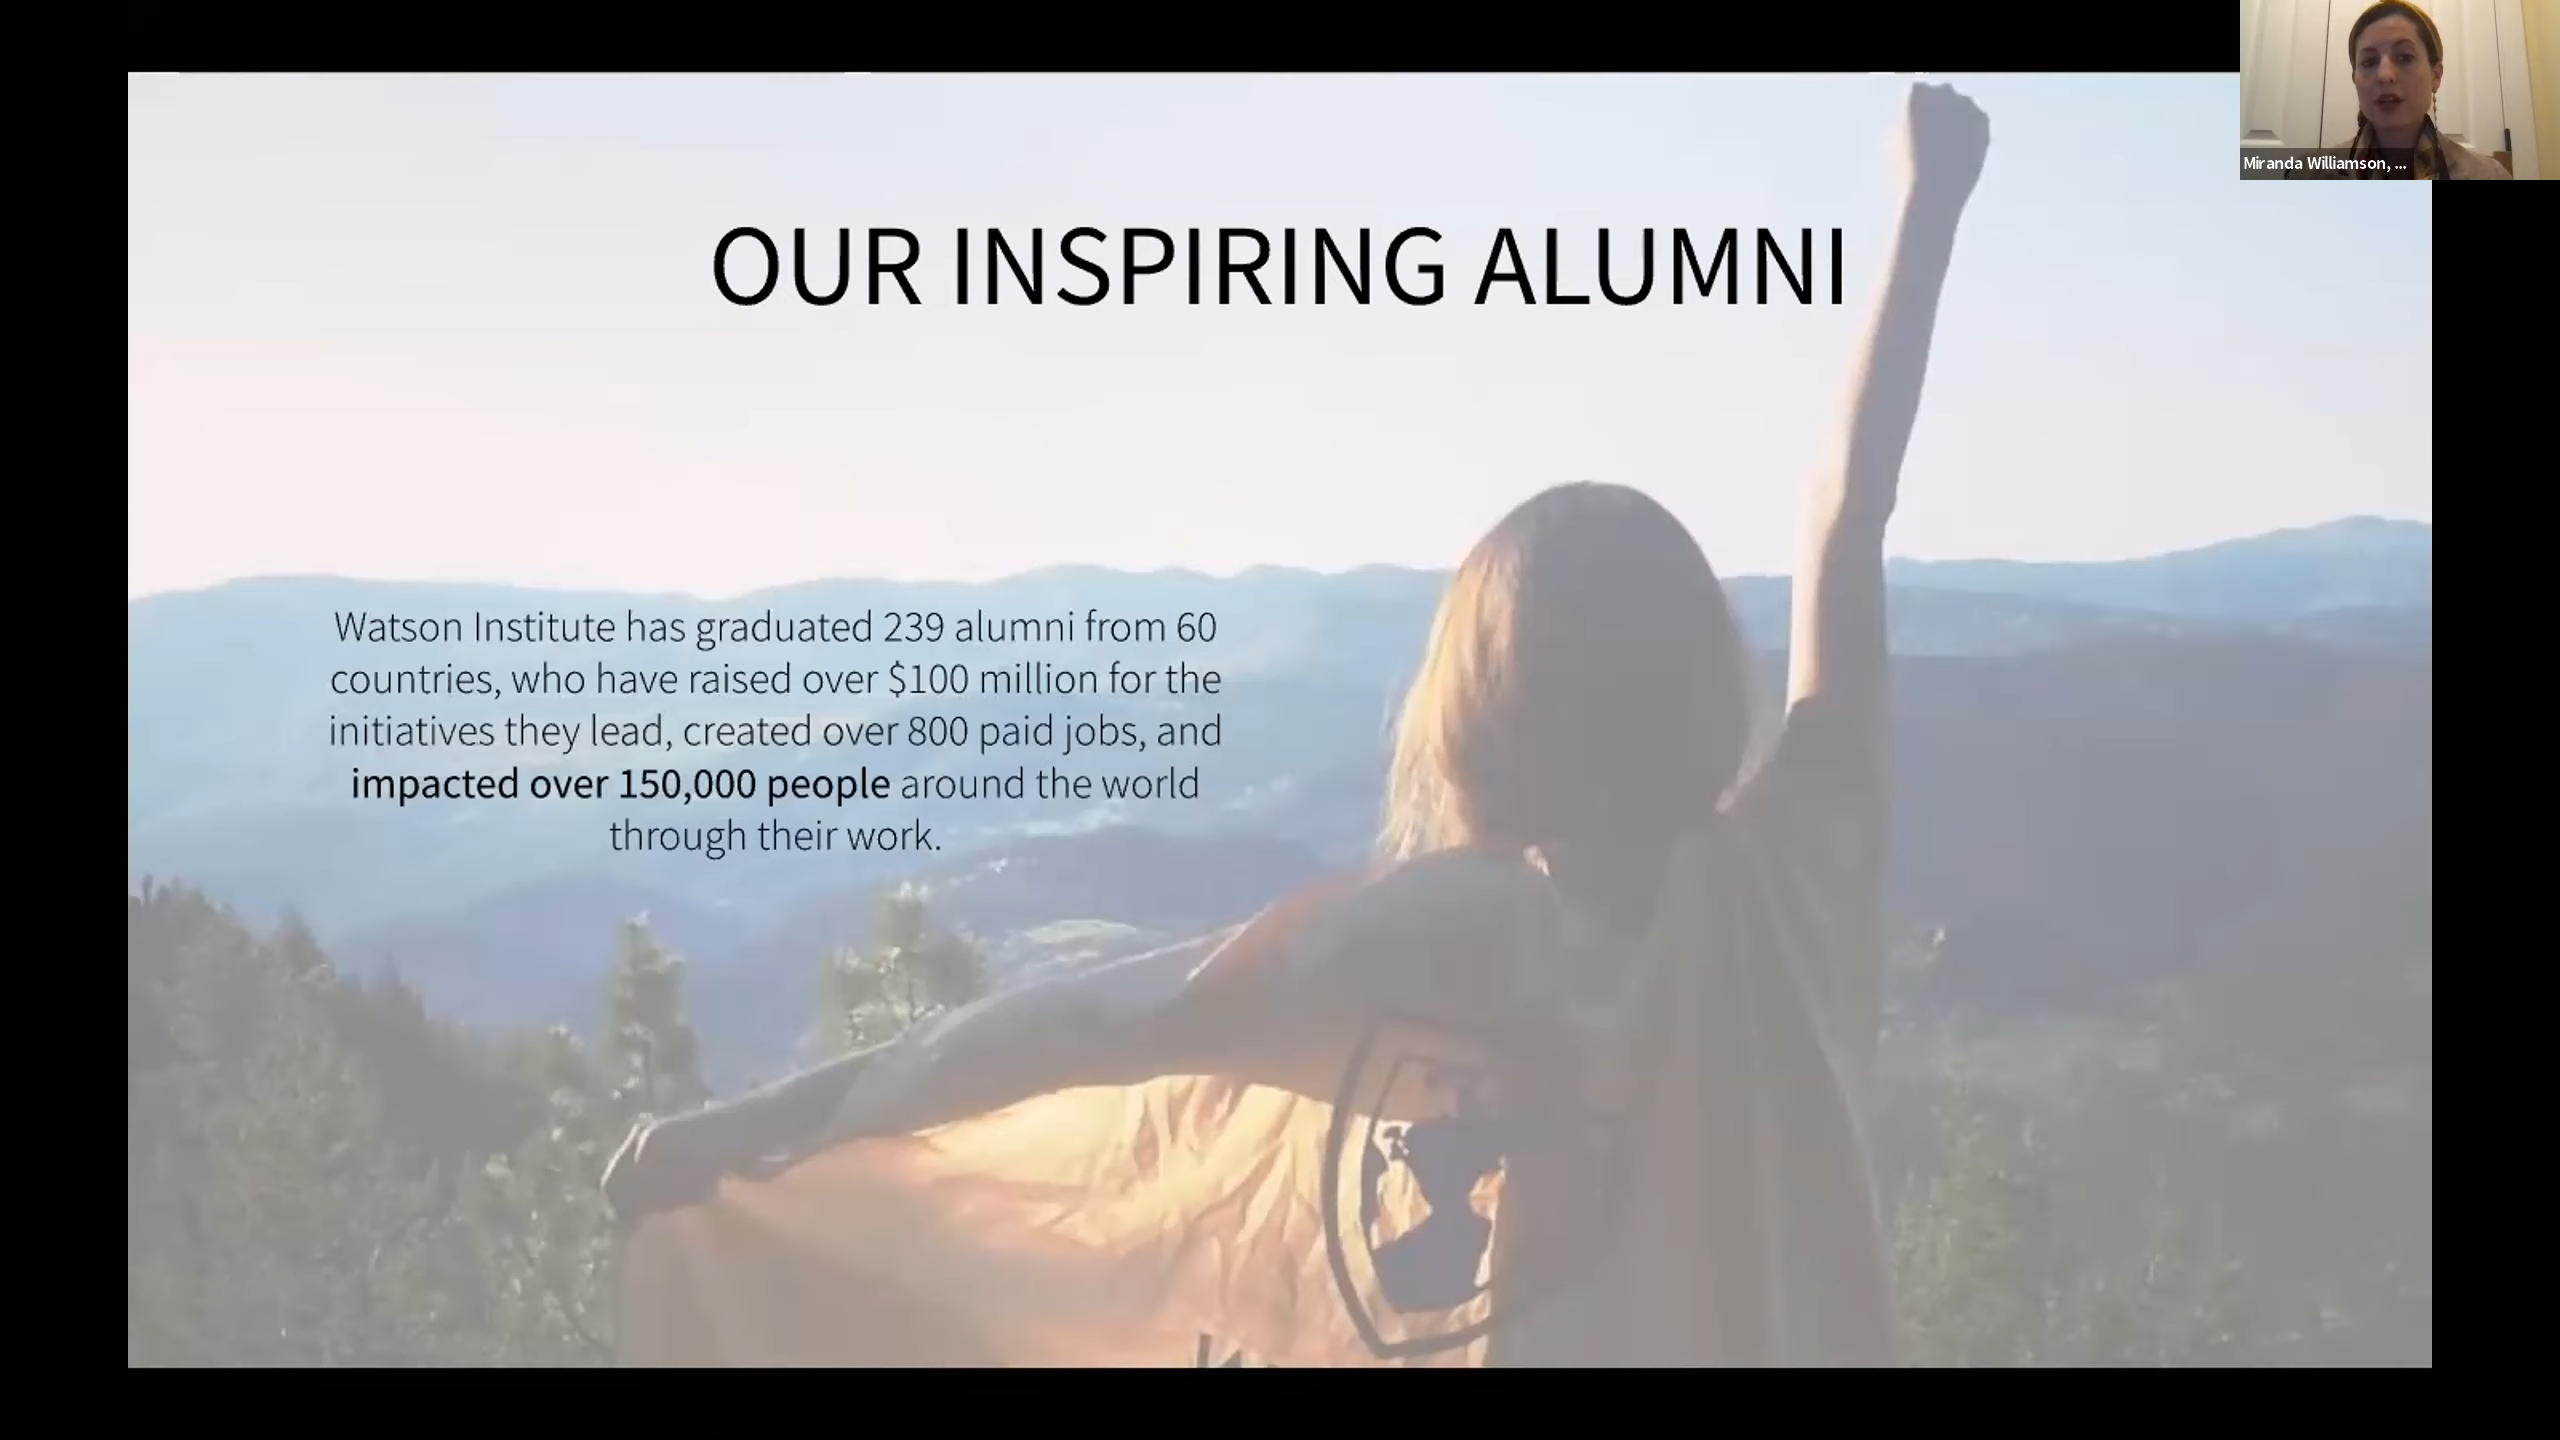 Miranda Williamson, ...
OUR INSPIRING ALUMNI
Watson Institute has graduated 239 alumni from 60
countries, who have raised over $100 million for the
initiatives they lead, created over 800 paid jobs, and
impacted over 150,000 people around the world
through their work.